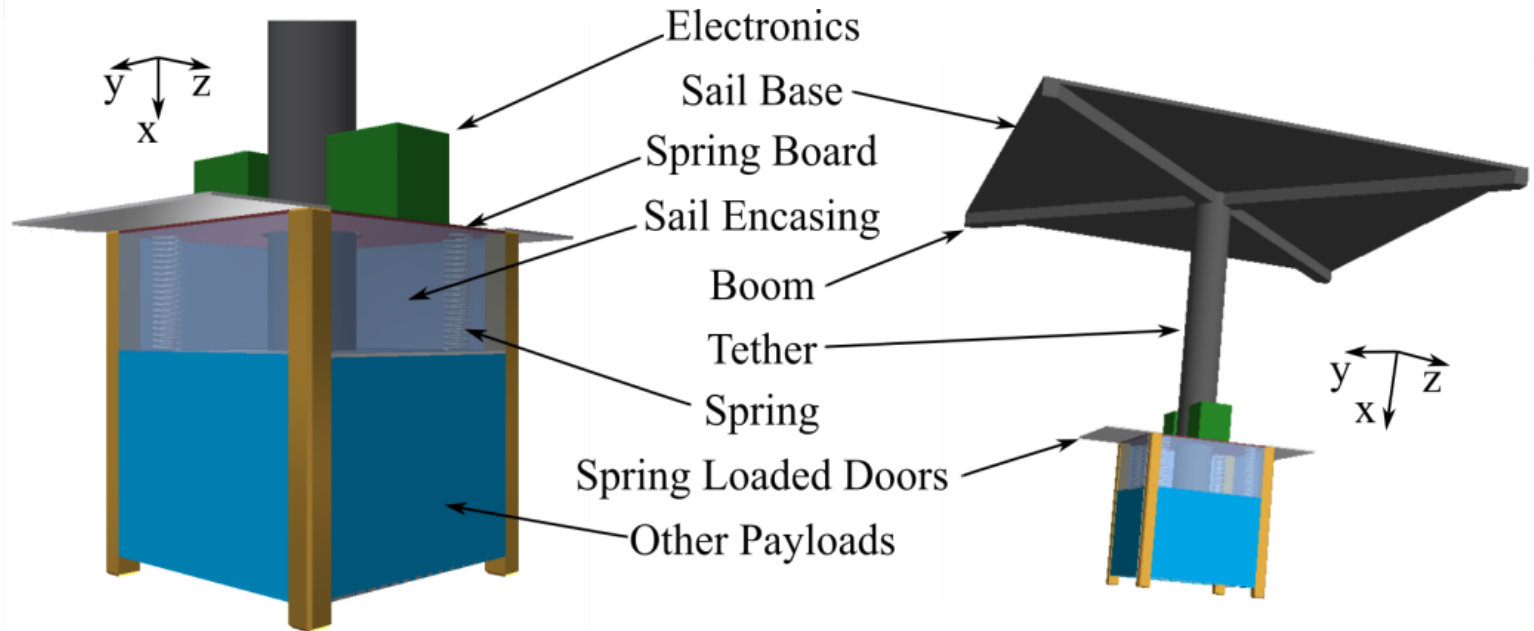 Electronics
y z
x
Sail Base
Spring Board
Sail Encasing
Boom
Tether
y z
x
Spring
Spring Loaded Doors
Other Payloads